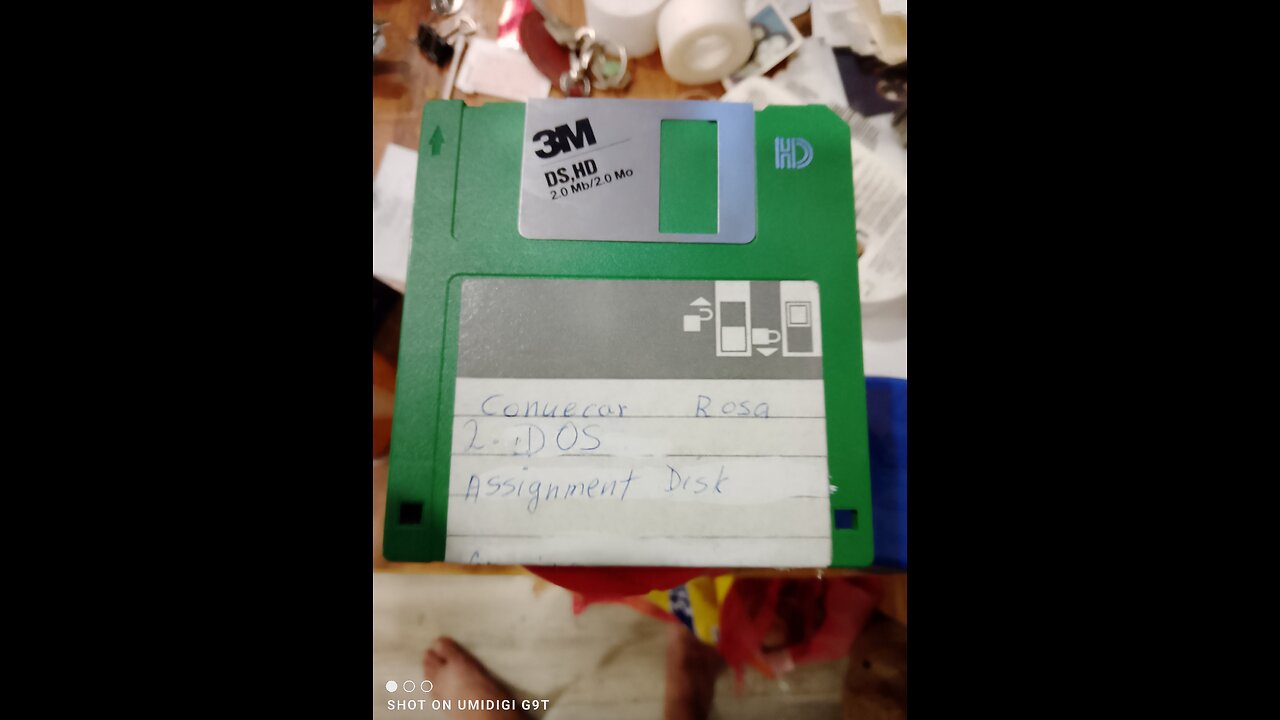 3M
DS,HD
2.0 Mb/2.0 Mo
HD
Conuecar Rosa
2. DOS
Assignment Disk
SHOT ON UMIDIGI G9T